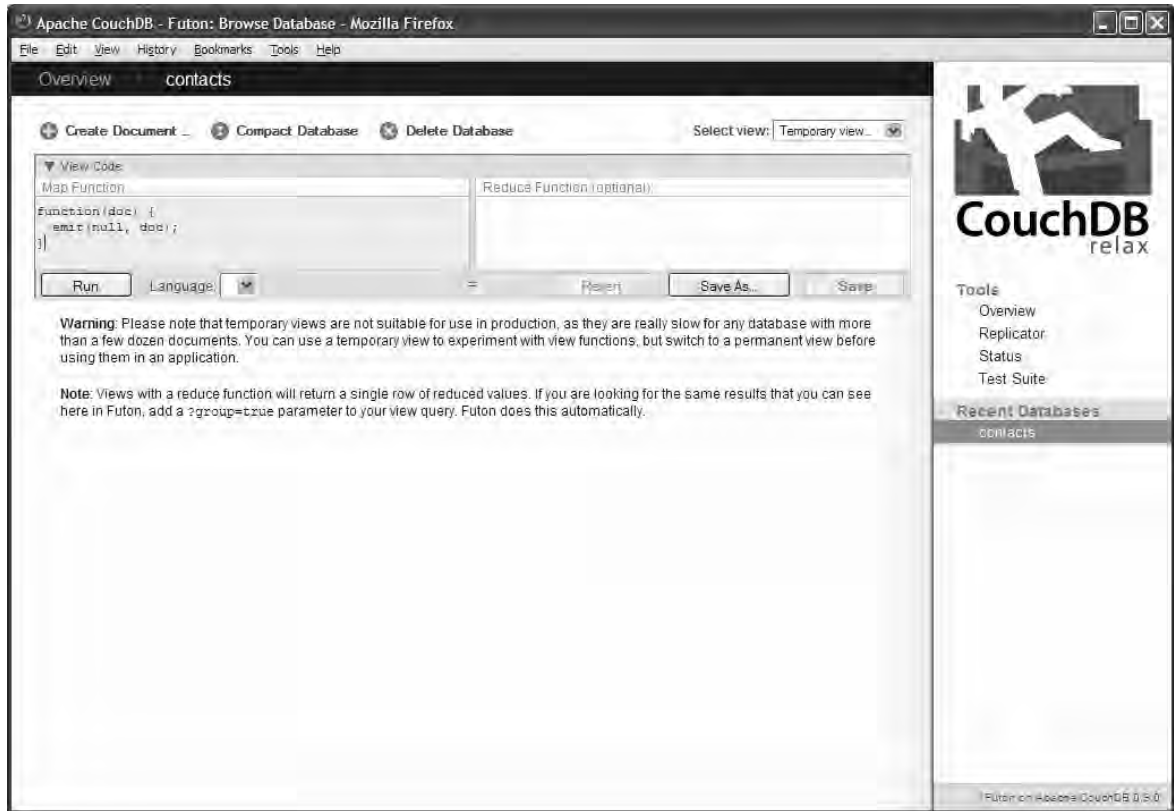 Apache CouchDB - Futon: Browse Database - Mozilla Firefox
File Edit View History Bookmarks Tools Help
Overview contacts
Create Document ... Compact Database Delete Database Select view: Temporary view...
▼ View Code
Map Function
Reduce Function (optional):
function(doc) {
  emit(null, doc);
}
Run Language: = Revert Save As... Save
Warning: Please note that temporary views are not suitable for use in production, as they are really slow for any database with more
than a few dozen documents. You can use a temporary view to experiment with view functions, but switch to a permanent view before
using them in an application.
Note: Views with a reduce function will return a single row of reduced values. If you are looking for the same results that you can see
here in Futon, add a ?group=true parameter to your view query. Futon does this automatically.
CouchDB
relax
Tools
Overview
Replicator
Status
Test Suite
Recent Databases
contacts
Futon on Apache CouchDB 0.9.0